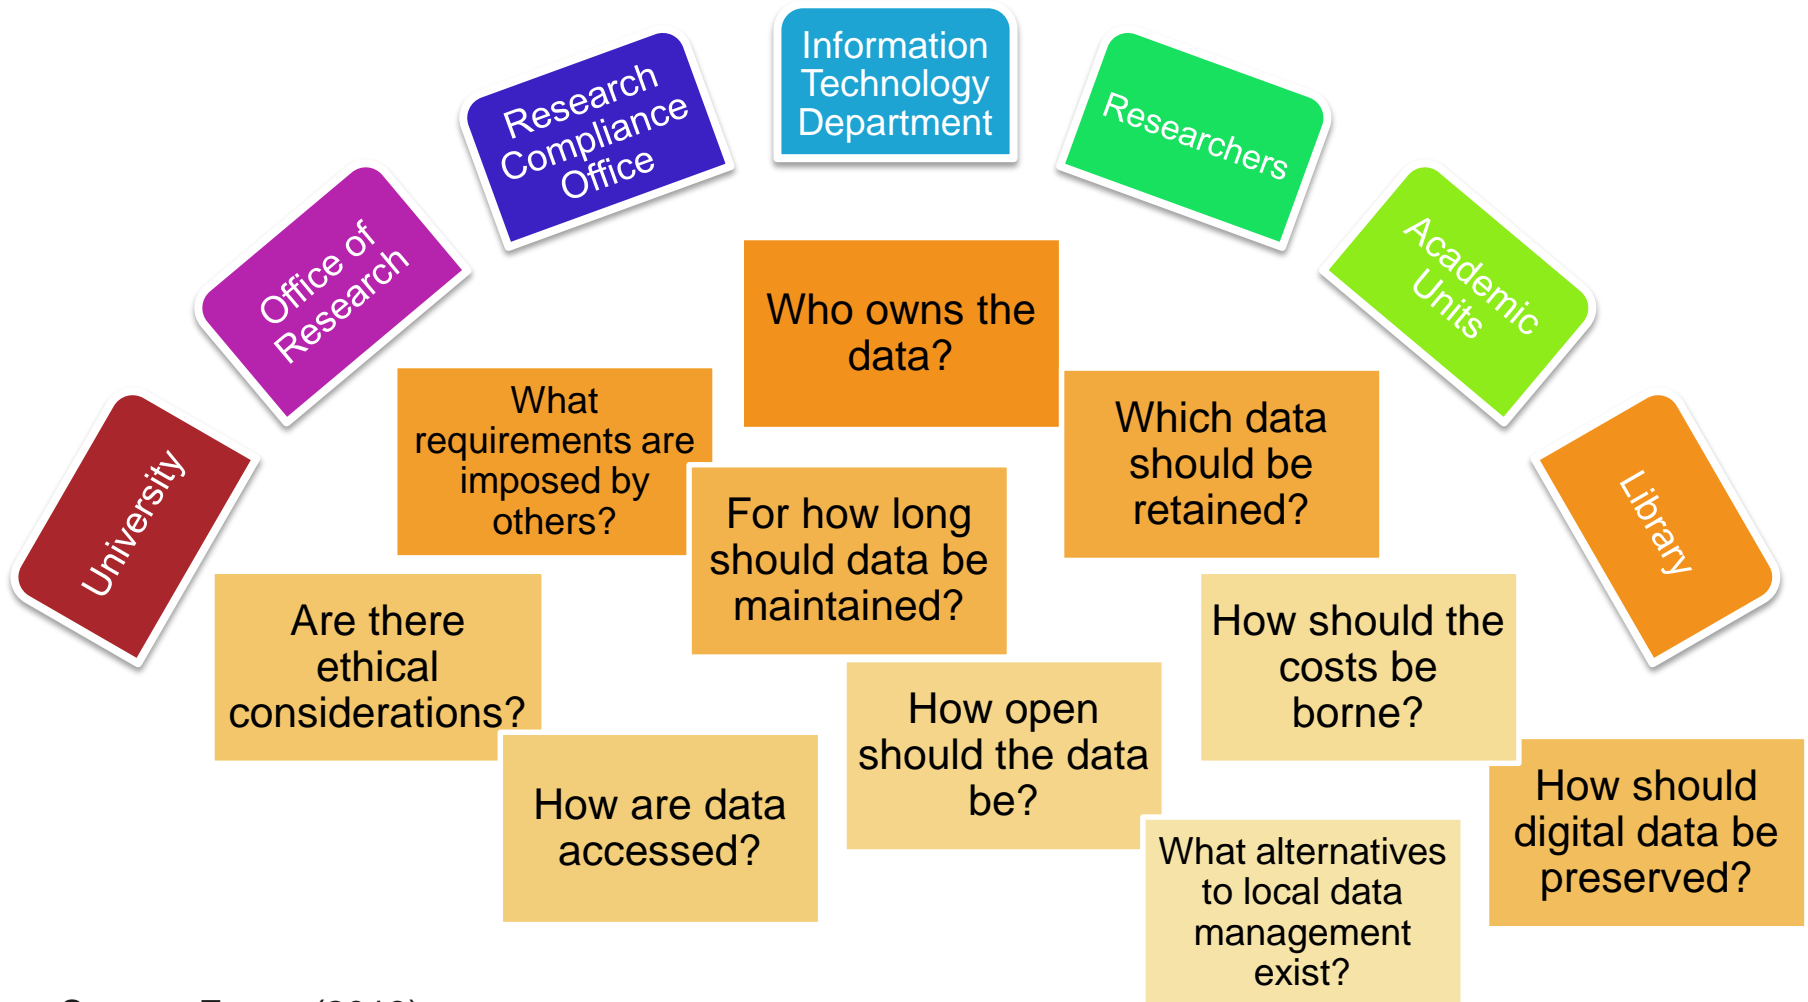 Information
Technology
Department
Research
Compliance
Office
Researchers
Office of
Research
Academic
Units
University
Library
Who owns the
data?
What
requirements are
imposed by
others?
Which data
should be
retained?
For how long
should data be
maintained?
Are there
ethical
considerations?
How should the
costs be
borne?
How open
should the data
be?
How are data
accessed?
How should
digital data be
preserved?
What alternatives
to local data
management
exist?